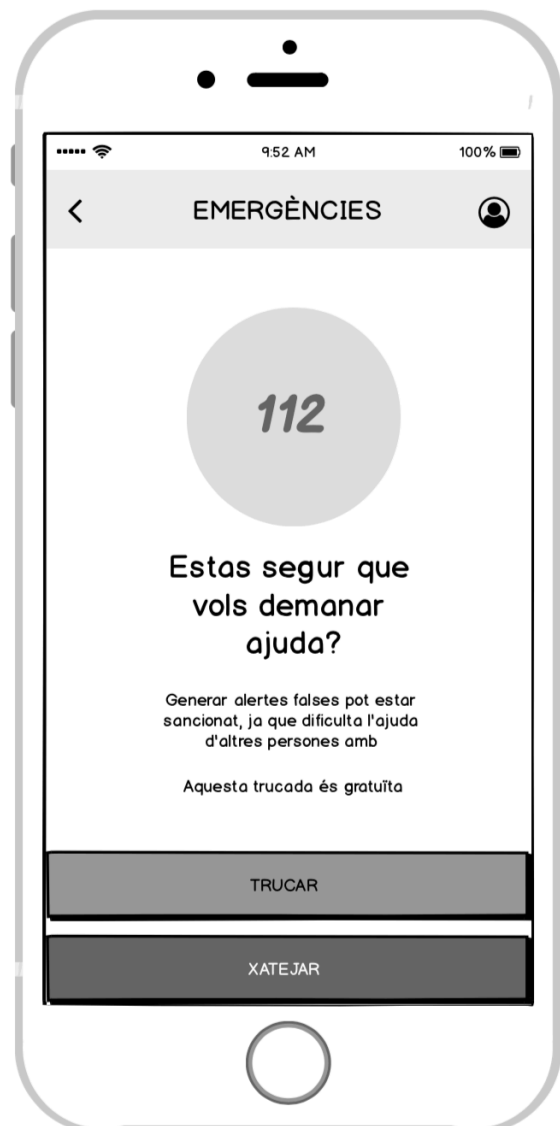 9:52 AM
100%
EMERGÈNCIES
112
Estas segur que
vols demanar
ajuda?
Generar alertes falses pot estar
sancionat, ja que dificulta l'ajuda
d'altres persones amb
Aquesta trucada és gratuïta
TRUCAR
XATEJAR